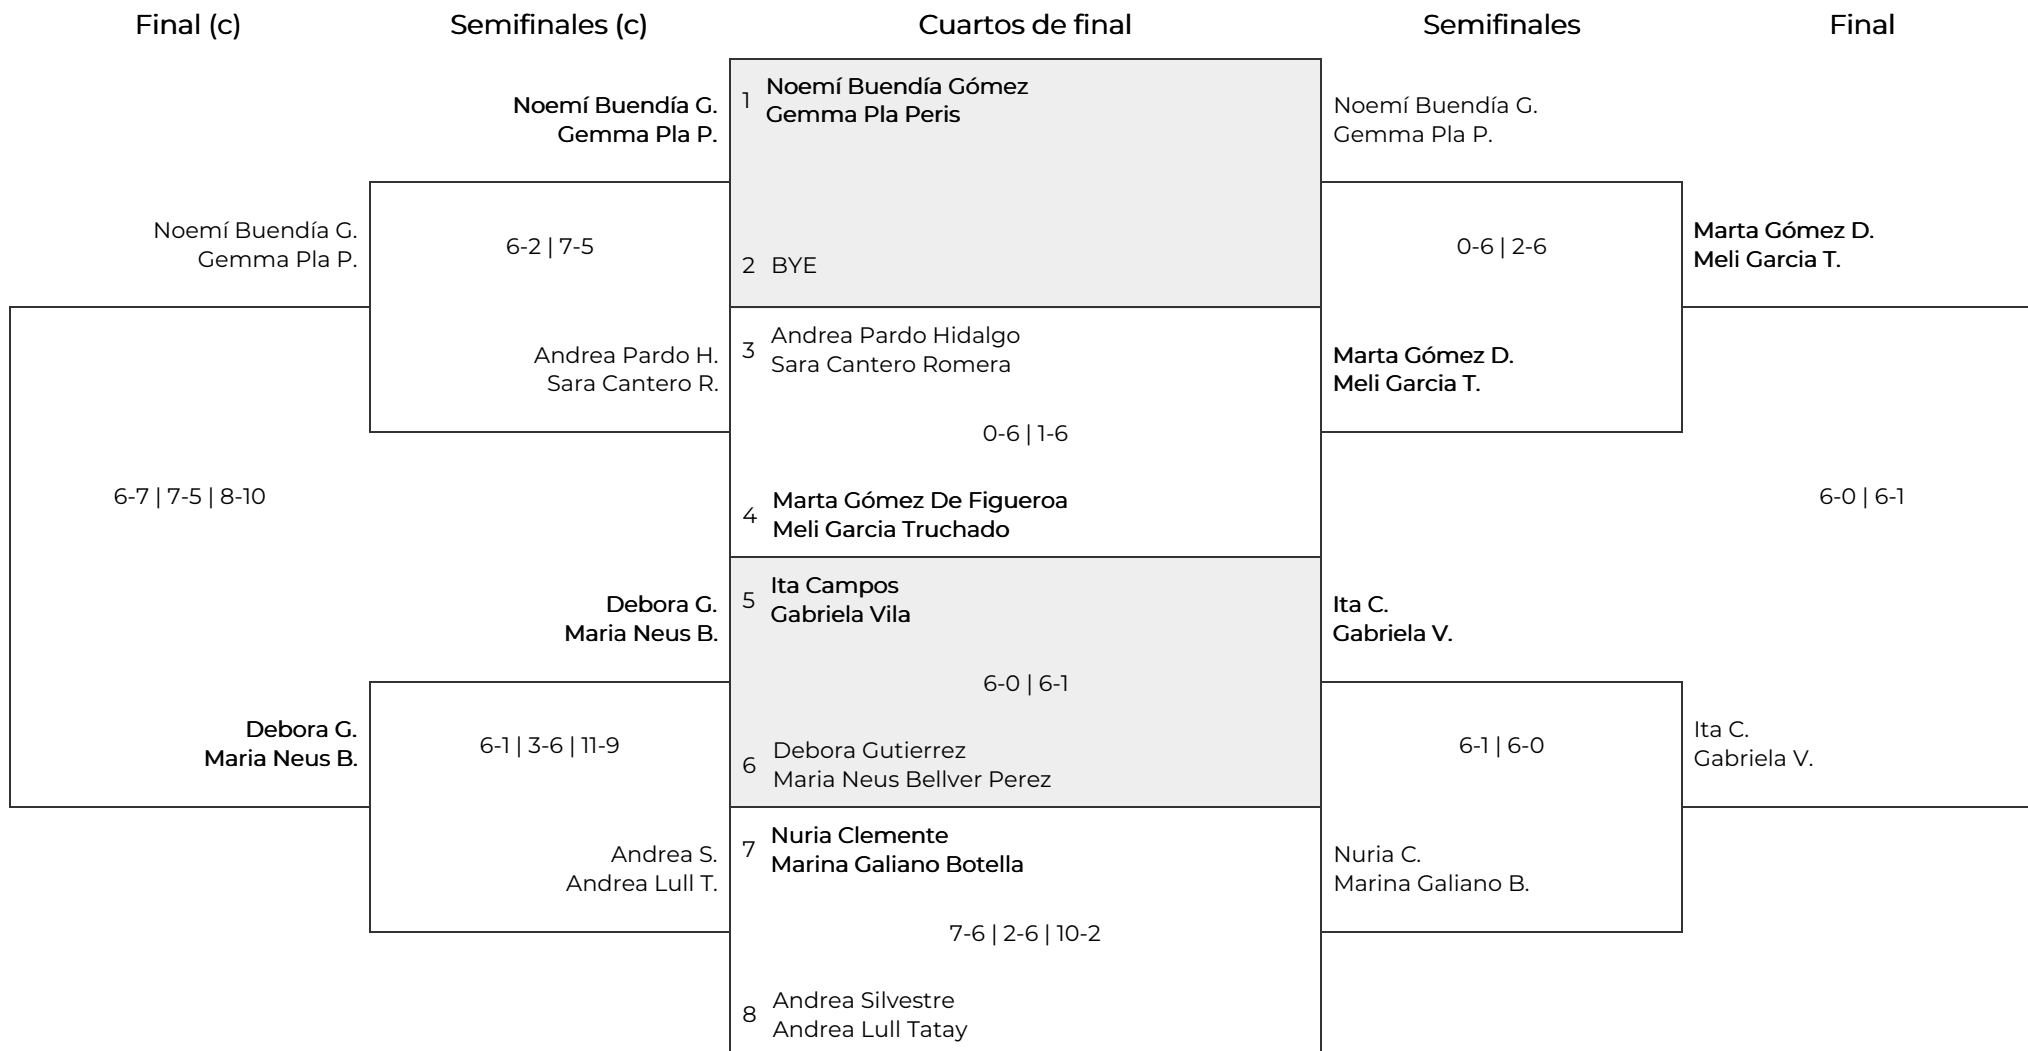 Final (c)
Semifinales (c)
Cuartos de final
Semifinales
Final
Noemí Buendía G.
Gemma Pla P.
6-2 | 7-5
Andrea Pardo H.
Sara Cantero R.
Noemí Buendía G.
Gemma Pla P.
6-7 | 7-5 | 8-10
Debora G.
Maria Neus B.
Debora G.
Maria Neus B.
6-1 | 3-6 | 11-9
Andrea S.
Andrea Lull T.
1 Noemí Buendía Gómez
Gemma Pla Peris
2 BYE
3 Andrea Pardo Hidalgo
Sara Cantero Romera
0-6 | 1-6
4 Marta Gómez De Figueroa
Meli Garcia Truchado
5 Ita Campos
Gabriela Vila
6-0 | 6-1
6 Debora Gutierrez
Maria Neus Bellver Perez
7 Nuria Clemente
Marina Galiano Botella
7-6 | 2-6 | 10-2
8 Andrea Silvestre
Andrea Lull Tatay
Noemí Buendía G.
Gemma Pla P.
0-6 | 2-6
Marta Gómez D.
Meli Garcia T.
Ita C.
Gabriela V.
6-1 | 6-0
Nuria C.
Marina Galiano B.
Marta Gómez D.
Meli Garcia T.
6-0 | 6-1
Ita C.
Gabriela V.